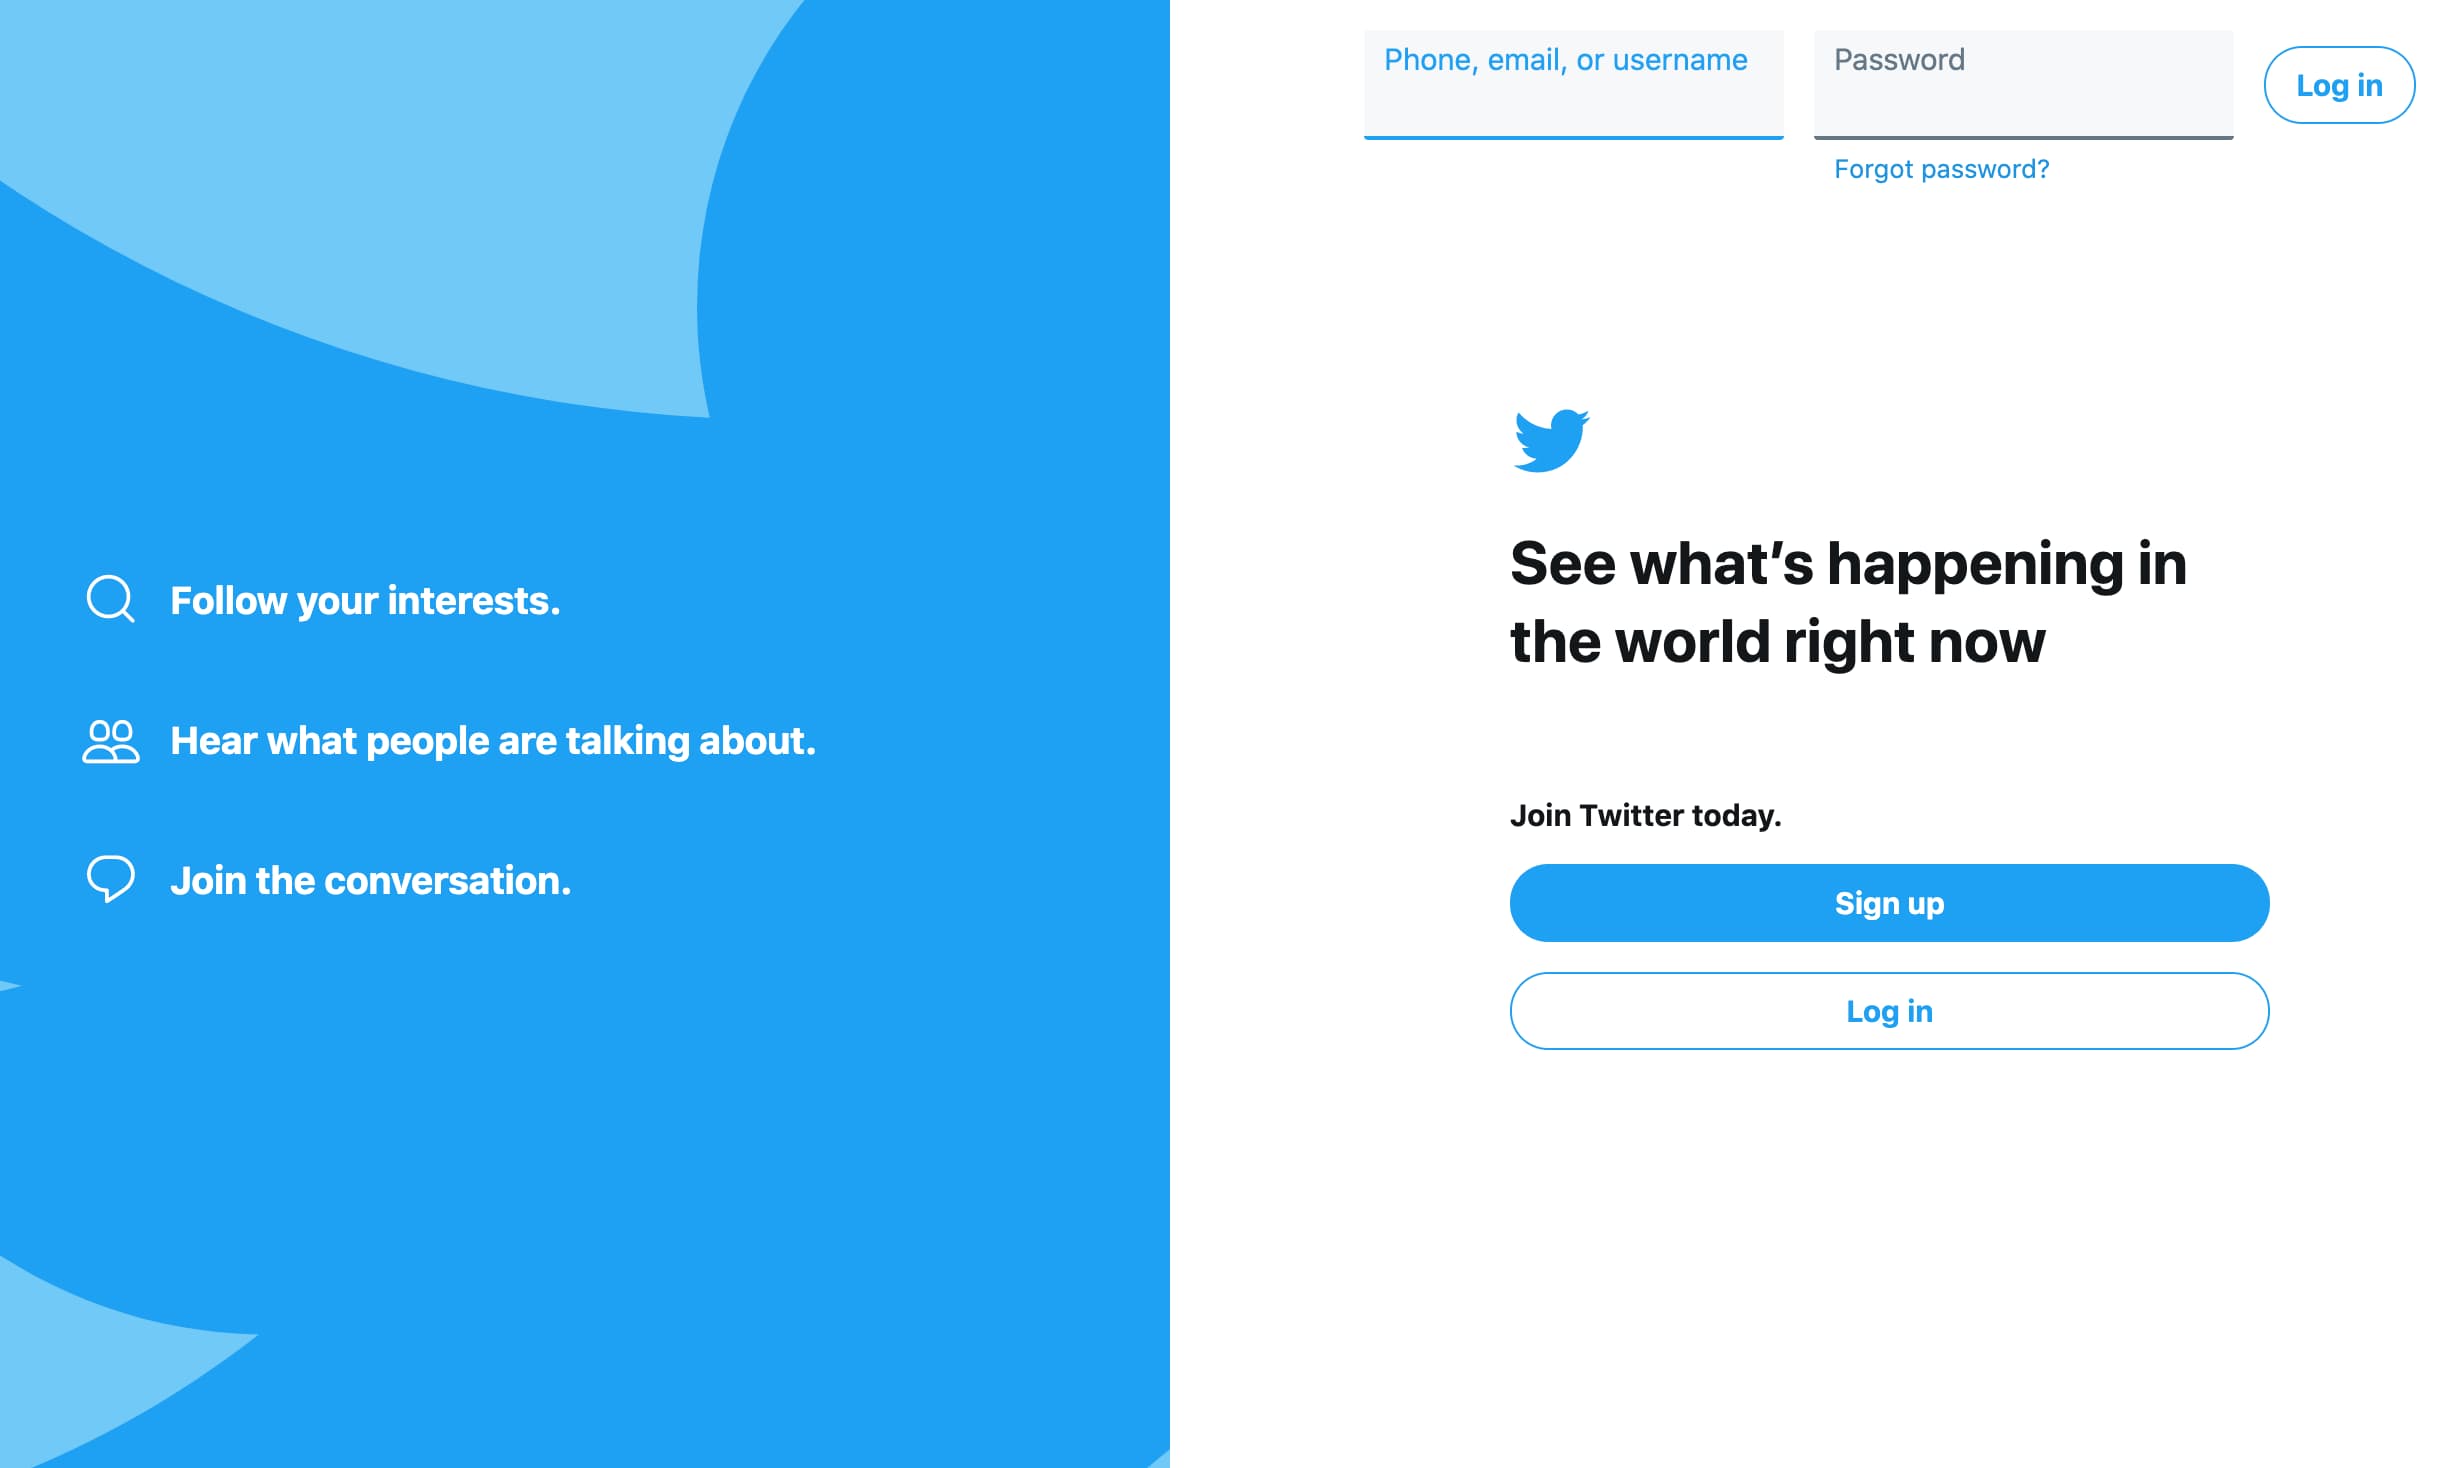 Phone, email, or username
Password
Log in
Forgot password?
Follow your interests.
Hear what people are talking about.
Join the conversation.
See what’s happening in
the world right now
Join Twitter today.
Sign up
Log in